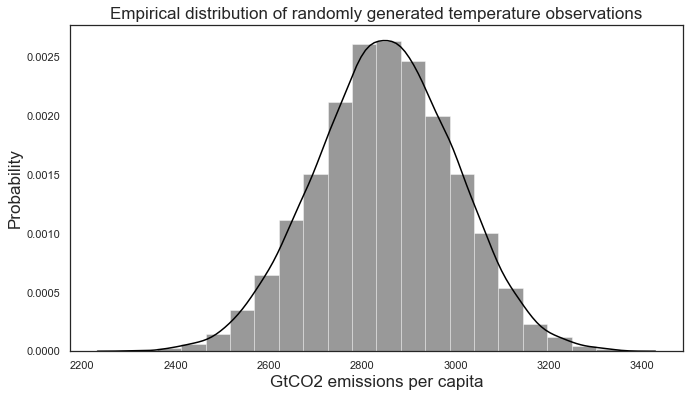 Empirical distribution of randomly generated temperature observations
0.0025
0.0020
0.0015
0.0010
0.0005
0.0000
Probability
2200 2400 2600 2800 3000 3200 3400
GtCO2 emissions per capita